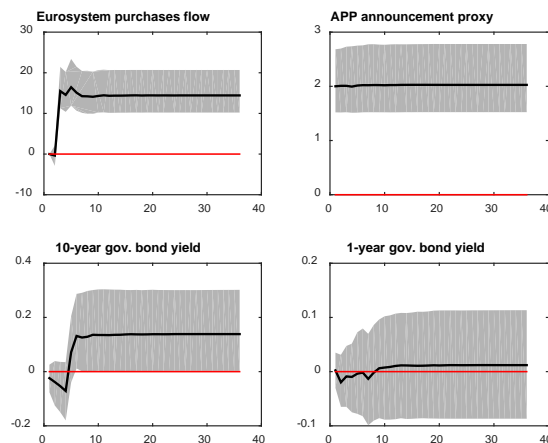 Eurosystem purchases flow
30
20
10
0
-10
0 10 20 30 40
APP announcement proxy
3
2
1
0
0 10 20 30 40
10-year gov. bond yield
0.4
0.2
0
-0.2
0 10 20 30 40
1-year gov. bond yield
0.1
0
-0.1
0 10 20 30 40